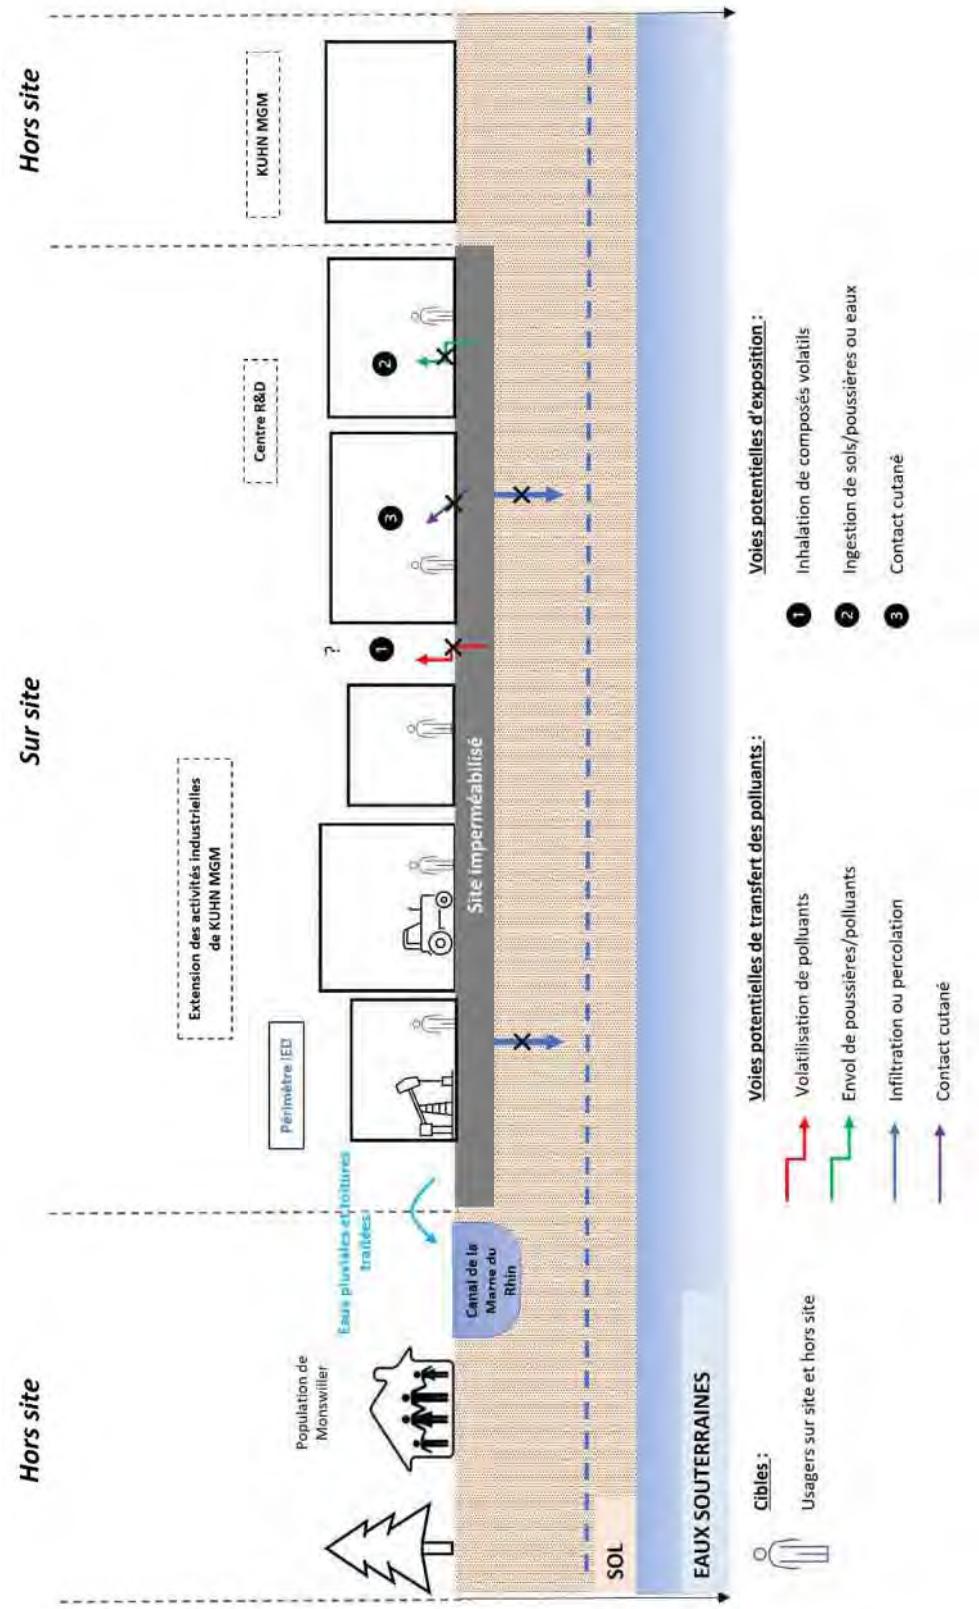 Hors site
Sur site
Hors site
Extension des activités industrielles
de KUHN MGM
Centre R&D
KUHN MGM
Périmètre IED
Eaux pluviales et toitures
traitées
Population de
Monswiller
?
1
3
2
Canal de la
Marne du
Rhin
Site imperméabilisé
SOL
EAUX SOUTERRAINES
Cibles :
Usagers sur site et hors site
Voies potentielles de transfert des polluants :
Volatilisation de polluants
Envol de poussières/polluants
Infiltration ou percolation
Contact cutané
Voies potentielles d'exposition :
1 Inhalation de composés volatils
2 Ingestion de sols/poussières ou eaux
3 Contact cutané